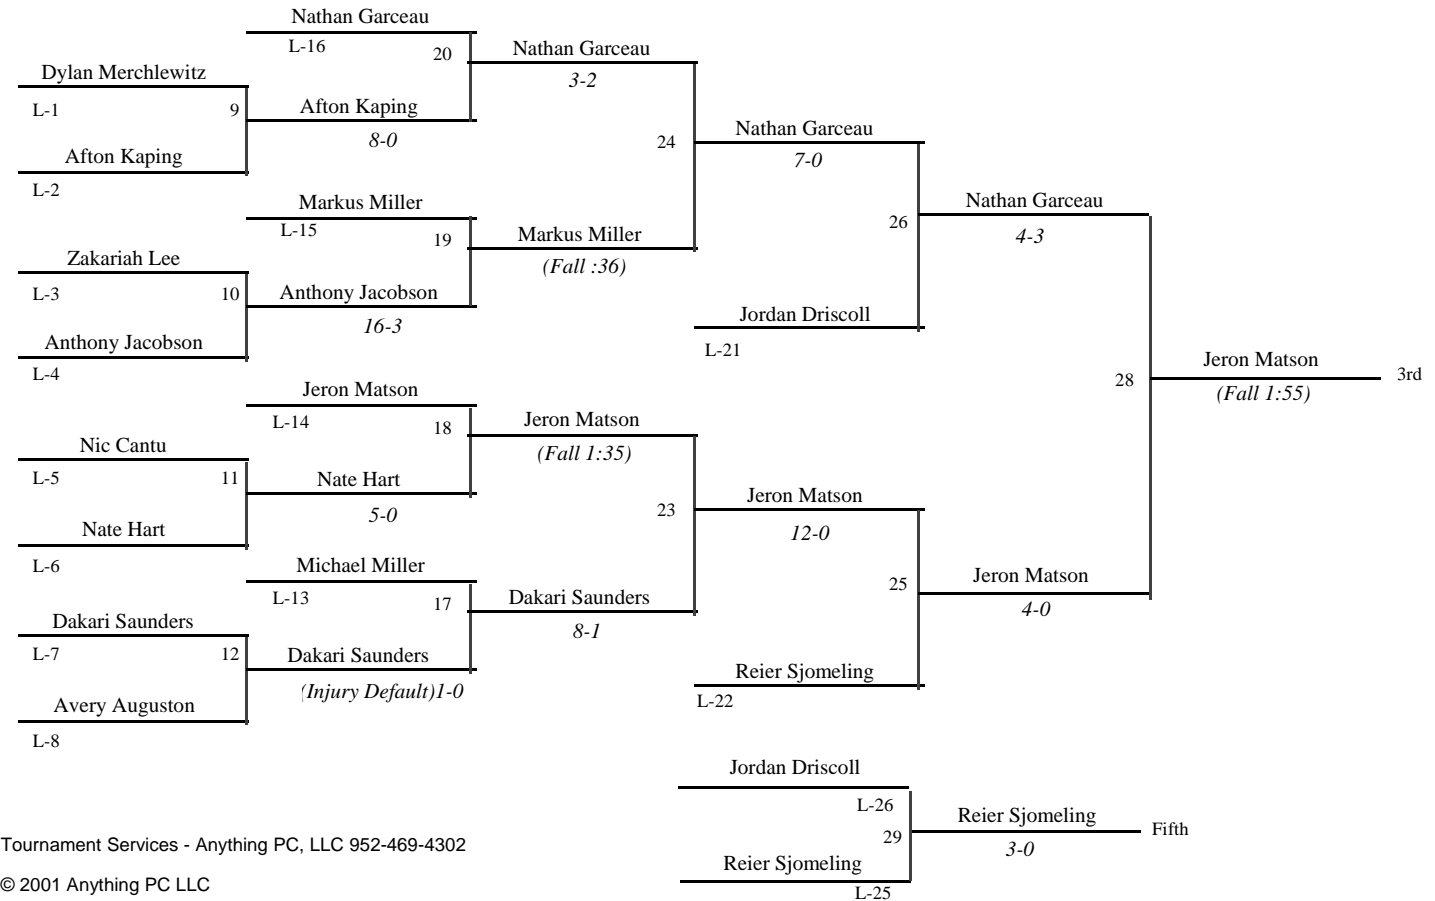 Nathan Garceau
L-16
20
Nathan Garceau
3-2
Dylan Merchlewitz
L-1
9
Afton Kaping
8-0
Afton Kaping
L-2
24
Nathan Garceau
7-0
Markus Miller
L-15
19
Markus Miller
(Fall :36)
26
Nathan Garceau
4-3
Zakariah Lee
L-3
10
Anthony Jacobson
16-3
Anthony Jacobson
L-4
Jordan Driscoll
L-21
28
Jeron Matson
(Fall 1:55)
3rd
Jeron Matson
L-14
18
Jeron Matson
(Fall 1:35)
Nic Cantu
L-5
11
Nate Hart
5-0
Nate Hart
L-6
23
Jeron Matson
12-0
Michael Miller
L-13
17
Dakari Saunders
8-1
25
Jeron Matson
4-0
Dakari Saunders
L-7
12
Dakari Saunders
(Injury Default)1-0
Avery Auguston
L-8
Reier Sjomeling
L-22
Jordan Driscoll
L-26
29
Reier Sjomeling
3-0
Fifth
Reier Sjomeling
L-25
Tournament Services - Anything PC, LLC 952-469-4302
© 2001 Anything PC LLC